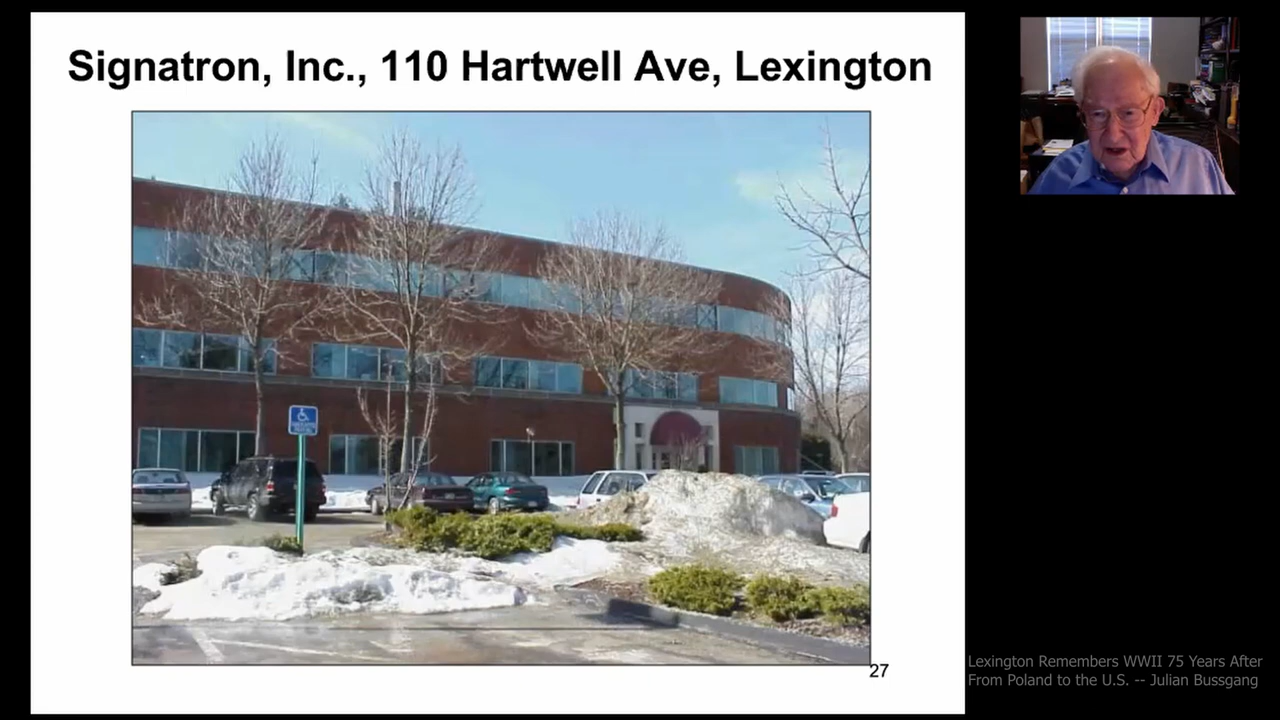 Signatron, Inc., 110 Hartwell Ave, Lexington
27
Lexington Remembers WWII 75 Years After
From Poland to the U.S. -- Julian Bussgang